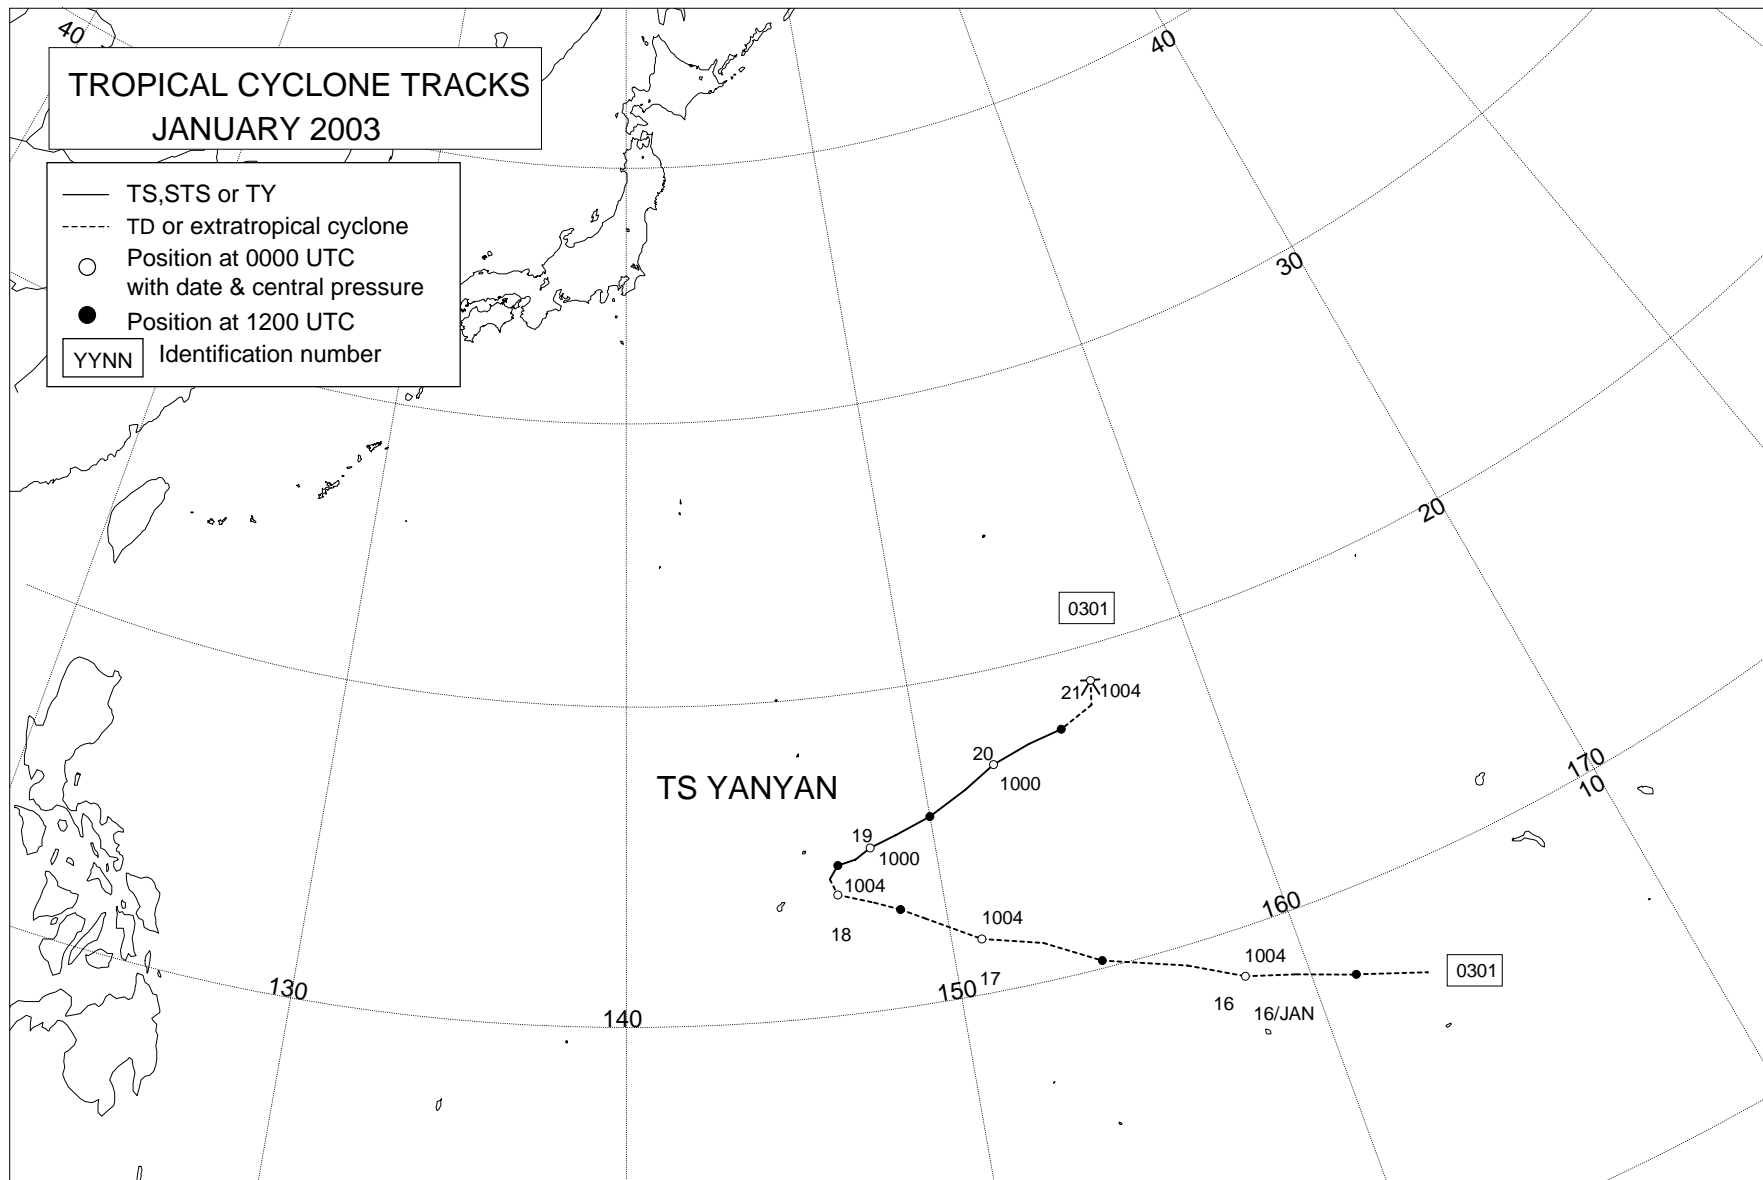 40
40
TROPICAL CYCLONE TRACKS
JANUARY 2003
TS,STS or TY
TD or extratropical cyclone
Position at 0000 UTC
with date & central pressure
Position at 1200 UTC
YYNN Identification number
30
20
0301
21 1004
20
1000
TS YANYAN
170
10
19
1000
1004
18
1004
17
160
1004
0301
16
16/JAN
130
140
150